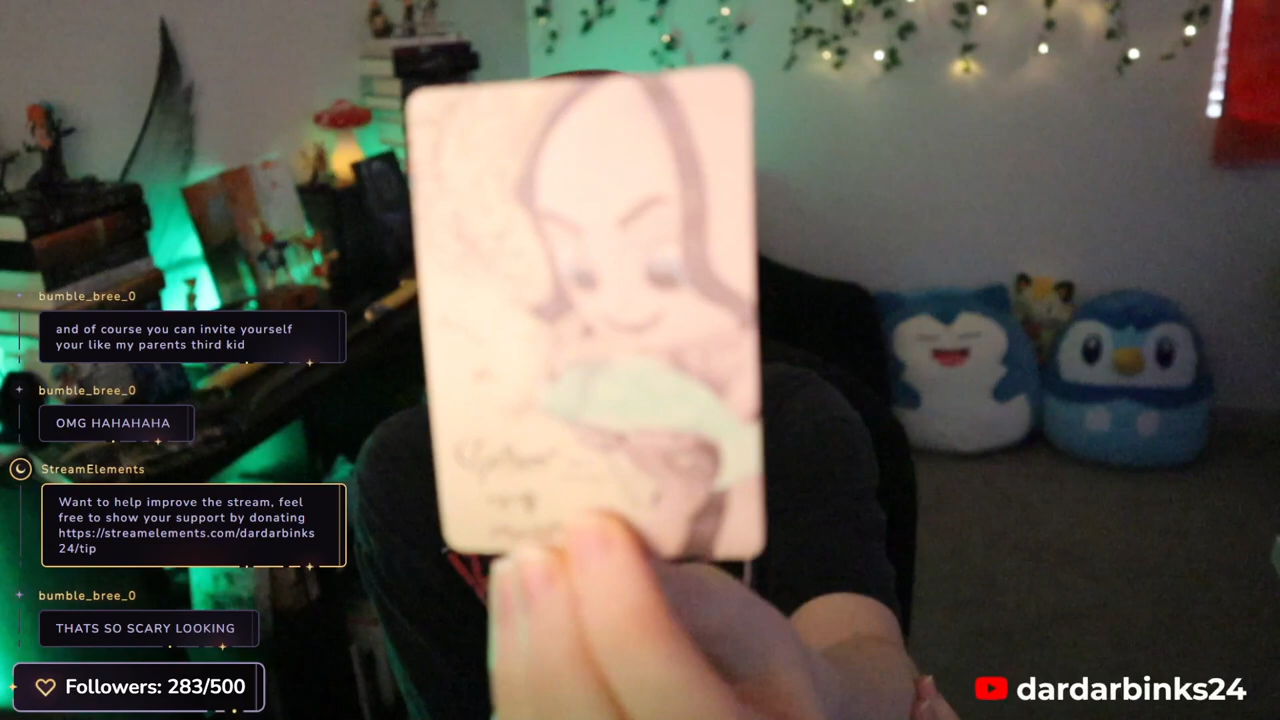 bumble_bree_0
and of course you can invite yourself
your like my parents third kid
bumble_bree_0
OMG HAHAHAHA
StreamElements
Want to help improve the stream, feel
free to show your support by donating
https://streamelements.com/dardarbinks
24/tip
bumble_bree_0
THATS SO SCARY LOOKING
Followers: 283/500
dardarbinks24